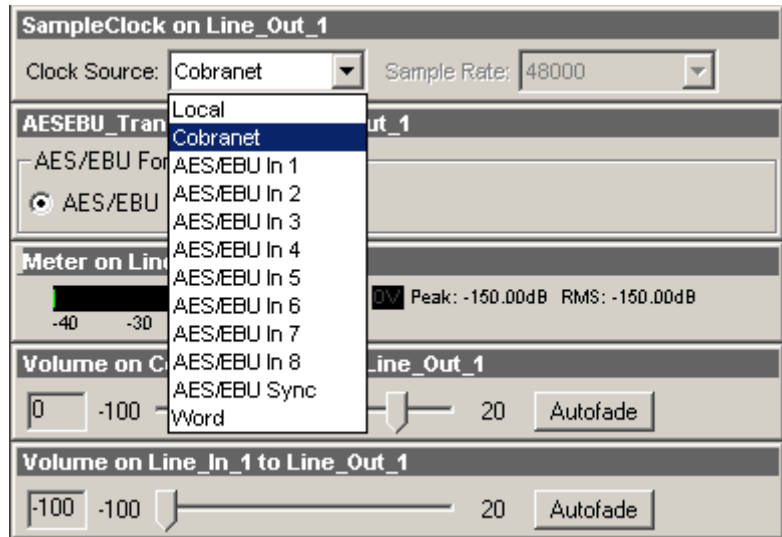 SampleClock on Line_Out_1
Clock Source: Cobranet Sample Rate: 48000
Local
Cobranet
AES/EBU In 1
AES/EBU In 2
AES/EBU In 3
AES/EBU In 4
AES/EBU In 5
AES/EBU In 6
AES/EBU In 7
AES/EBU In 8
AES/EBU Sync
Word
AESEBU_Tran ut_1
AES/EBU For
AES/EBU
Meter on Line
Peak: -150.00dB RMS: -150.00dB
-40 -30
Volume on C Line_Out_1
0 -100 20 Autofade
Volume on Line_In_1 to Line_Out_1
-100 -100 20 Autofade